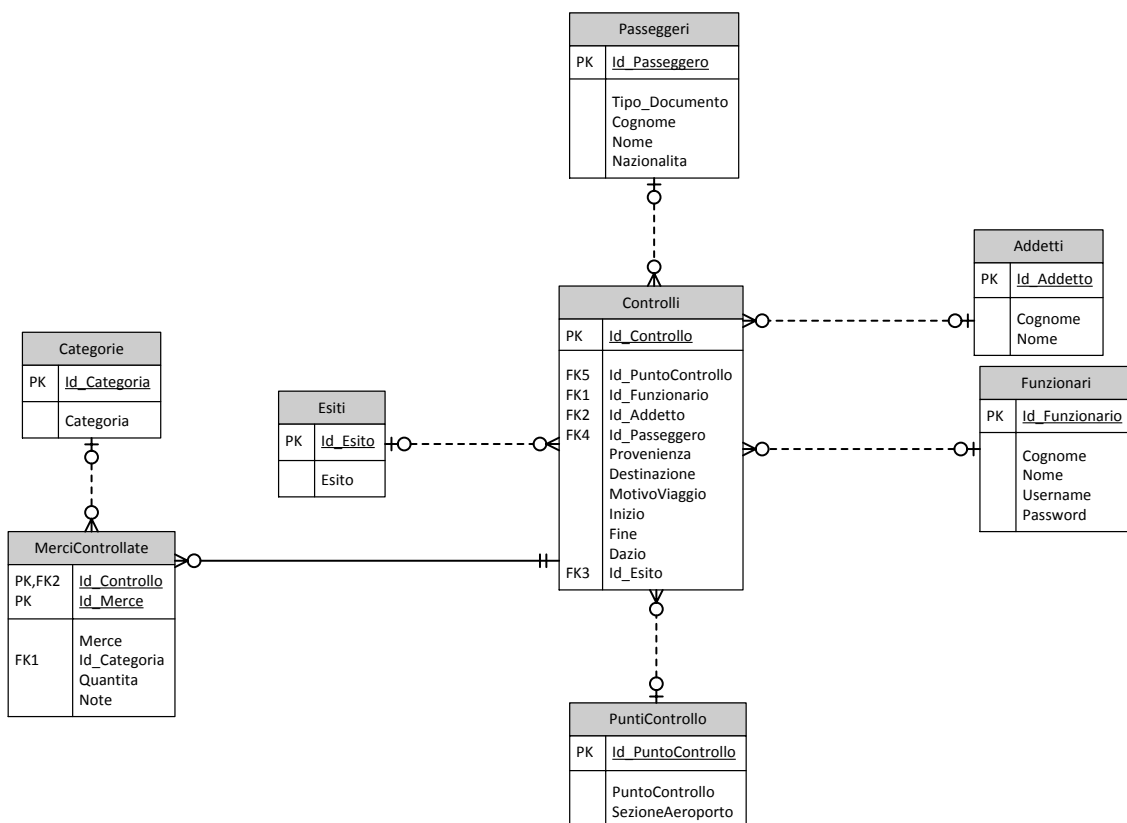 Passeggeri
PK Id_Passeggero
Tipo_Documento
Cognome
Nome
Nazionalita
Addetti
PK Id_Addetto
Cognome
Nome
Controlli
PK Id_Controllo
FK5 Id_PuntoControllo
FK1 Id_Funzionario
FK2 Id_Addetto
FK4 Id_Passeggero
Provenienza
Destinazione
MotivoViaggio
Inizio
Fine
Dazio
FK3 Id_Esito
Categorie
PK Id_Categoria
Categoria
Esiti
PK Id_Esito
Esito
Funzionari
PK Id_Funzionario
Cognome
Nome
Username
Password
MerciControllate
PK,FK2 Id_Controllo
PK Id_Merce
Merce
FK1 Id_Categoria
Quantita
Note
PuntiControllo
PK Id_PuntoControllo
PuntoControllo
SezioneAeroporto